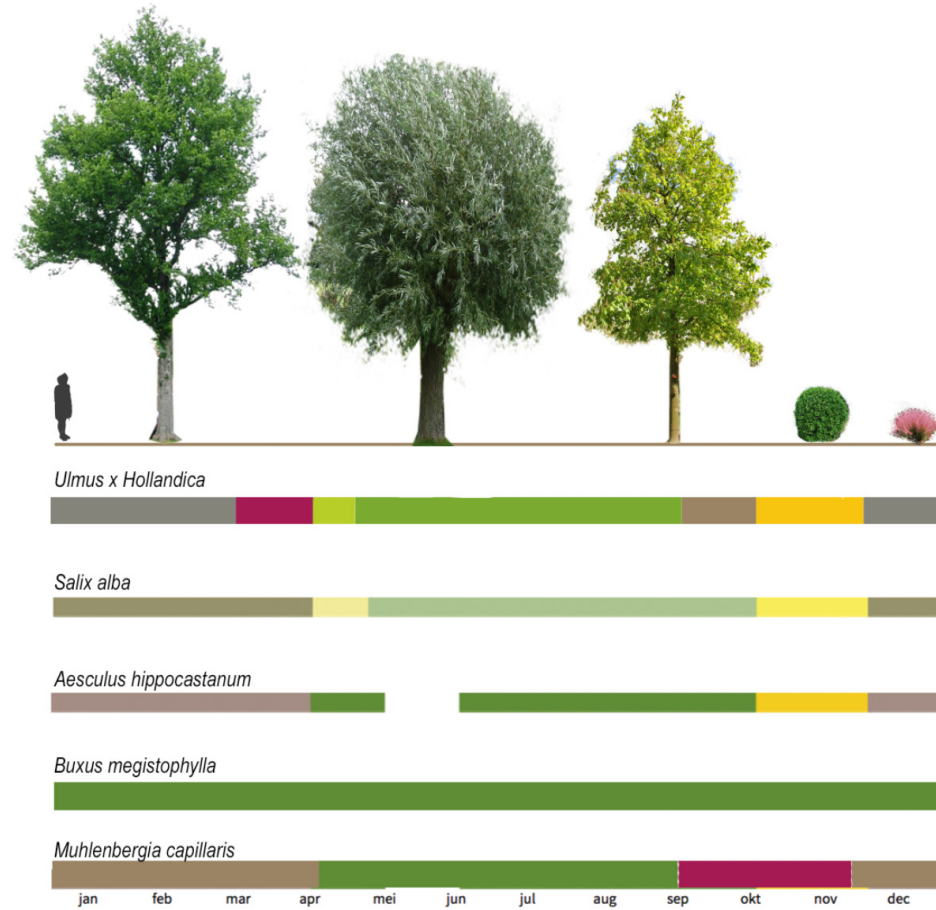 Ulmus x Hollandica
Salix alba
Aesculus hippocastanum
Buxus megistophylla
Muhlenbergia capillaris
jan feb mar apr mei jun jul aug sep okt nov dec